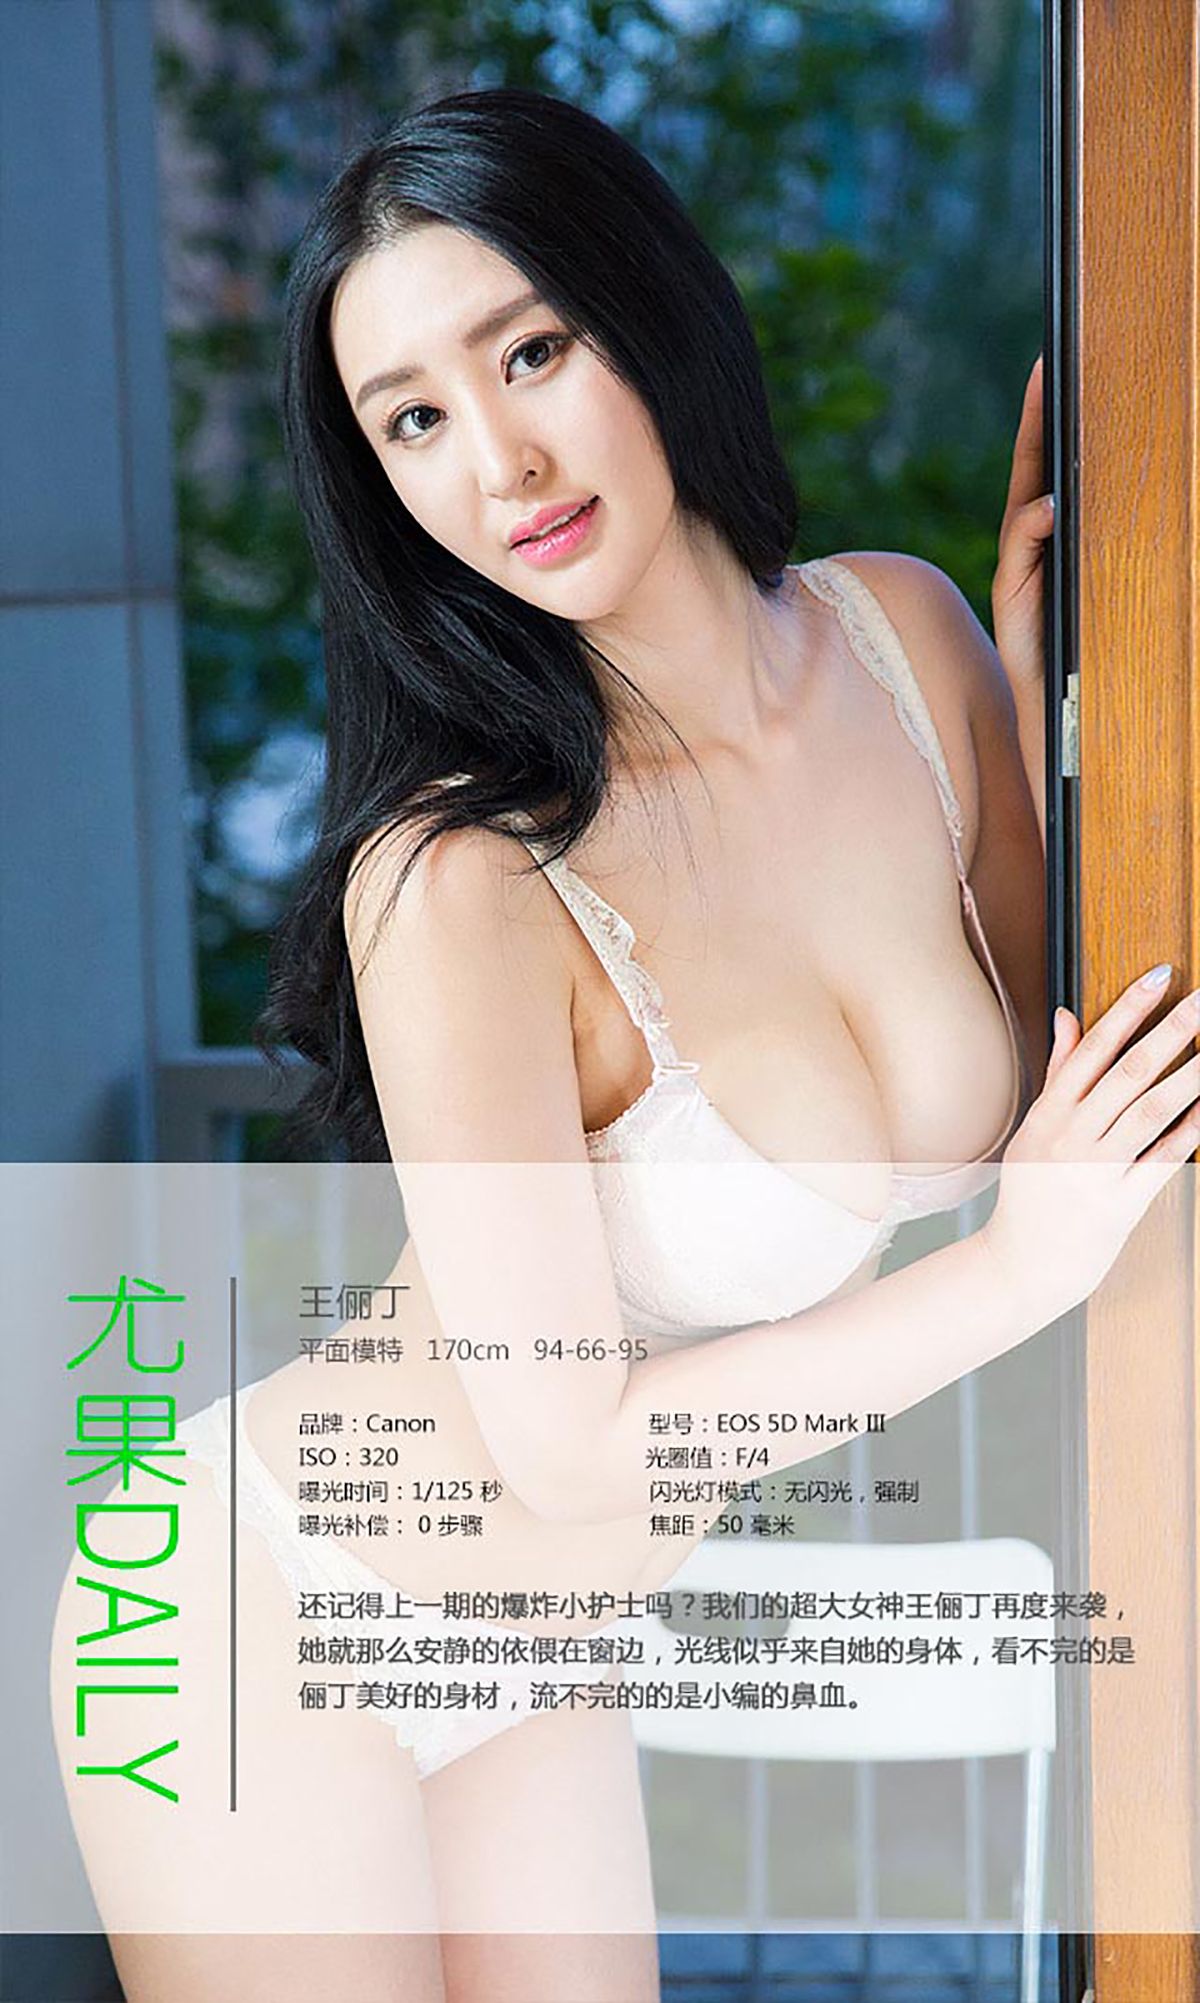 尤果DAILY
王俪丁
平面模特 170cm 94-66-95
品牌：Canon 型号：EOS 5D Mark III
ISO：320 光圈值：F/4
曝光时间：1/125 秒 闪光灯模式：无闪光，强制
曝光补偿： 0 步骤 焦距：50 毫米
还记得上一期的爆炸小护士吗？我们的超大女神王俪丁再度来袭，
她就那么安静的依偎在窗边，光线似乎来自她的身体，看不完的是
俪丁美好的身材，流不完的的是小编的鼻血。